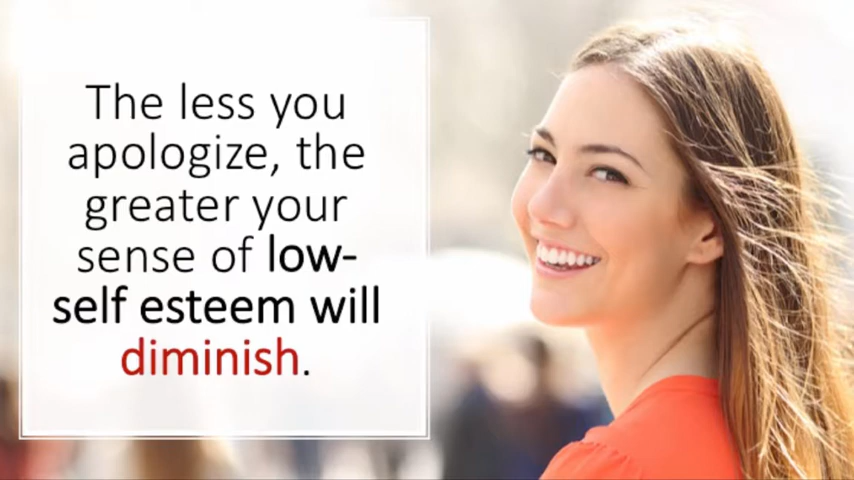 The less you
apologize, the
greater your
sense of low-
self esteem will
diminish.